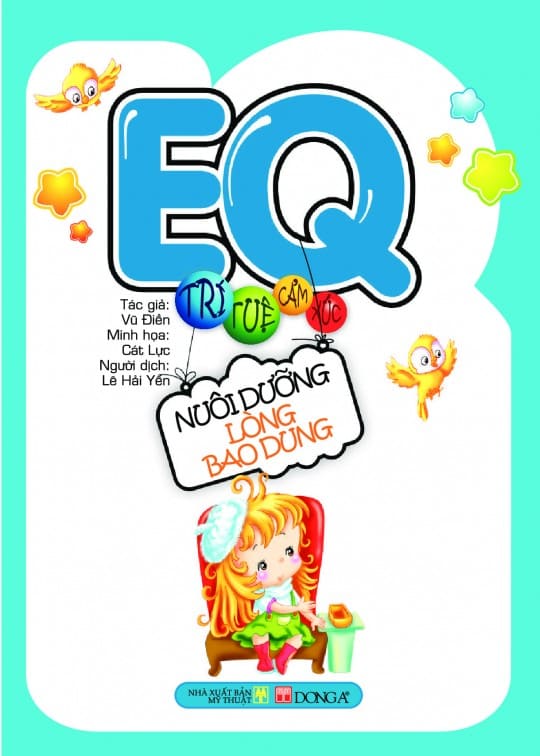 EQ
TRÍ TUỆ CẢM XÚC
Tác giả:
Vũ Điền
Minh họa:
Cát Lực
Người dịch:
Lê Hải Yến
NUÔI DƯỠNG
LÒNG
BAO DUNG
NHÀ XUẤT BẢN
MỸ THUẬT
DONG A